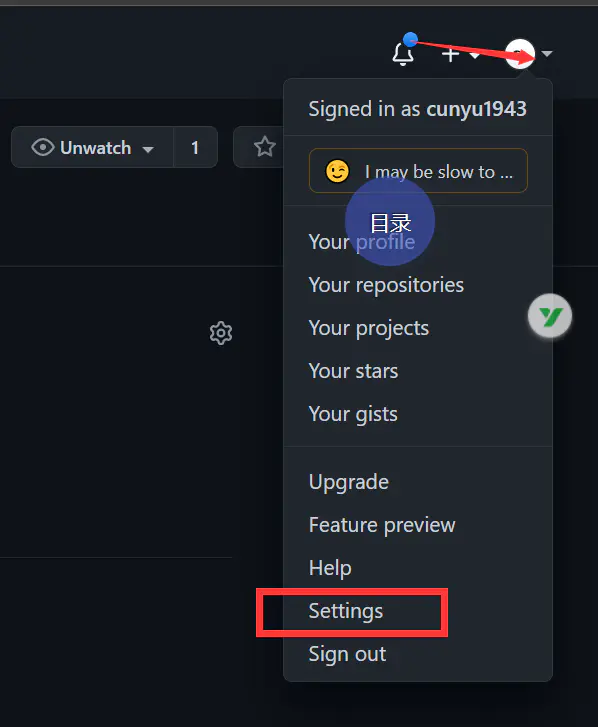 Signed in as cunyu1943
Unwatch 1
I may be slow to ...
目录
Your profile
Your repositories
Your projects
Your stars
Your gists
Upgrade
Feature preview
Help
Settings
Sign out